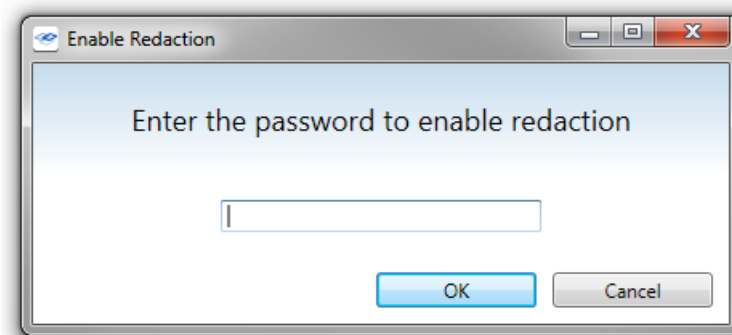 Enable Redaction
Enter the password to enable redaction
OK
Cancel